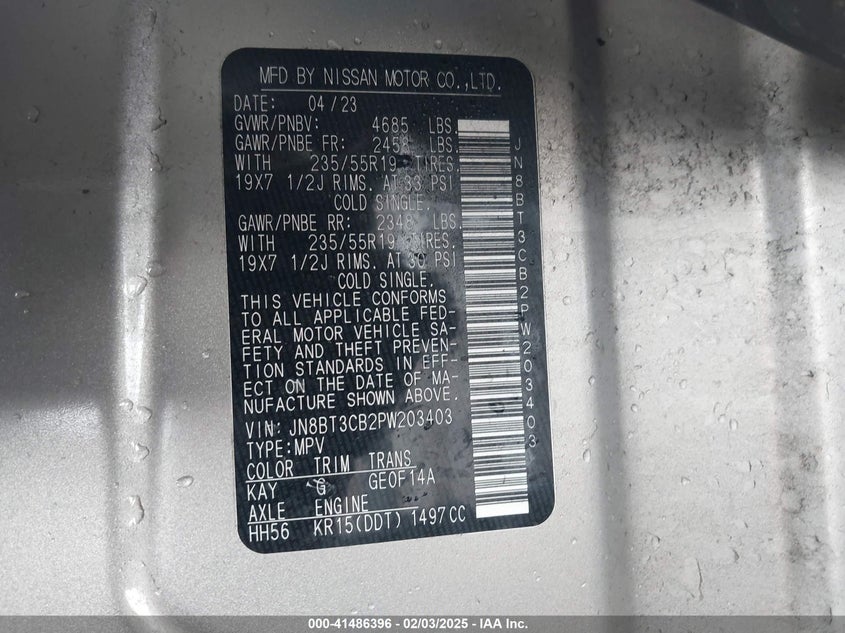 MFD BY NISSAN MOTOR CO.,LTD.
DATE: 04/23
GVWR/PNBV: 4685 LBS.
GAWR/PNBE FR: 2458 LBS.
WITH 235/55R19 TIRES.
19X7 1/2J RIMS. AT 33 PSI
COLD SINGLE.
GAWR/PNBE RR: 2348 LBS.
WITH 235/55R19 TIRES.
19X7 1/2J RIMS. AT 30 PSI
COLD SINGLE.
THIS VEHICLE CONFORMS
TO ALL APPLICABLE FED-
ERAL MOTOR VEHICLE SA-
FETY AND THEFT PREVEN-
TION STANDARDS IN EFF-
ECT ON THE DATE OF MA-
NUFACTURE SHOWN ABOVE.
VIN: JN8BT3CB2PW203403
TYPE:MPV
COLOR TRIM TRANS
KAY G GE0F14A
AXLE ENGINE
HH56 KR15(DDT) 1497CC
JN8BT3CB2PW203403
000-41486396 - 02/03/2025 - IAA Inc.